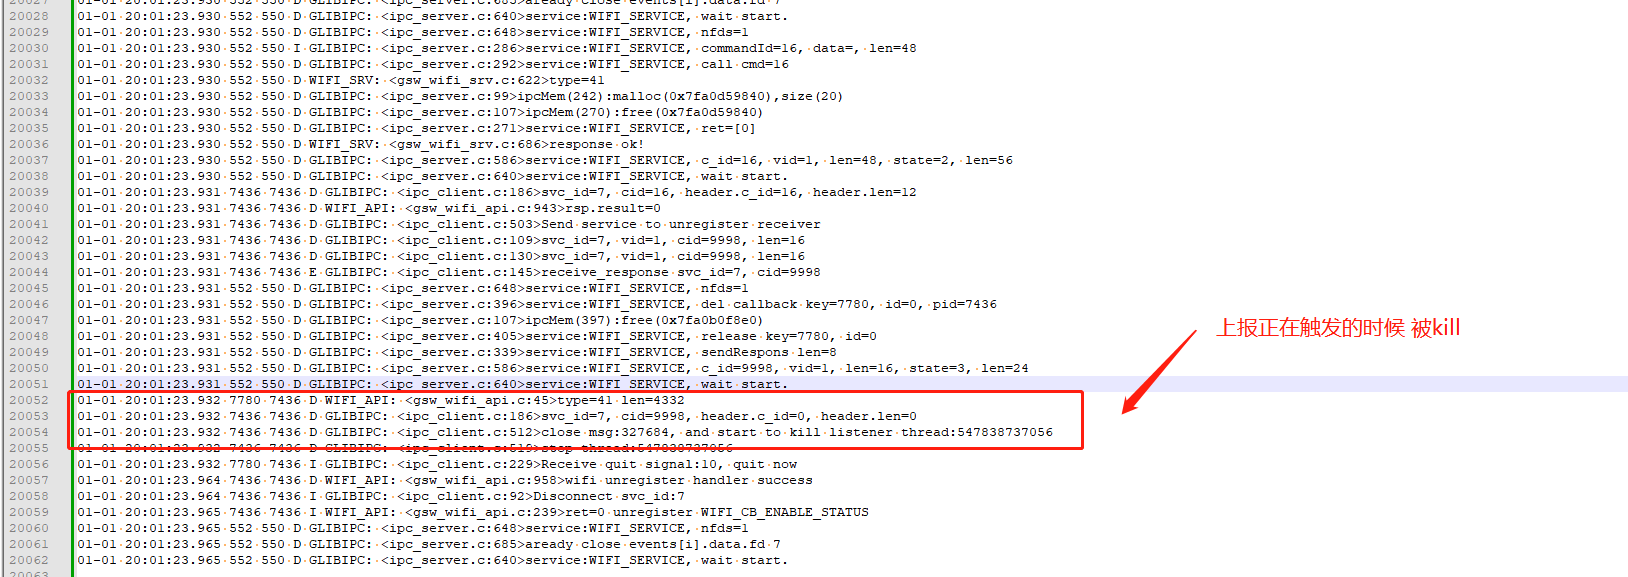 20027 01-01 20:01:23.930 552 550 D GLIBIPC: <ipc_server.c:685>aready close events[i].data.fd 7
20028 01-01 20:01:23.930 552 550 D GLIBIPC: <ipc_server.c:640>service:WIFI_SERVICE, wait start.
20029 01-01 20:01:23.930 552 550 D GLIBIPC: <ipc_server.c:648>service:WIFI_SERVICE, nfds=1
20030 01-01 20:01:23.930 552 550 I GLIBIPC: <ipc_server.c:286>service:WIFI_SERVICE, commandId=16, data=, len=48
20031 01-01 20:01:23.930 552 550 D GLIBIPC: <ipc_server.c:292>service:WIFI_SERVICE, call cmd=16
20032 01-01 20:01:23.930 552 550 D WIFI_SRV: <gsw_wifi_srv.c:622>type=41
20033 01-01 20:01:23.930 552 550 D GLIBIPC: <ipc_server.c:99>ipcMem(242):malloc(0x7fa0d59840),size(20)
20034 01-01 20:01:23.930 552 550 D GLIBIPC: <ipc_server.c:107>ipcMem(270):free(0x7fa0d59840)
20035 01-01 20:01:23.930 552 550 D GLIBIPC: <ipc_server.c:271>service:WIFI_SERVICE, ret=[0]
20036 01-01 20:01:23.930 552 550 D WIFI_SRV: <gsw_wifi_srv.c:686>response ok!
20037 01-01 20:01:23.930 552 550 D GLIBIPC: <ipc_server.c:586>service:WIFI_SERVICE, c_id=16, vid=1, len=48, state=2, len=56
20038 01-01 20:01:23.930 552 550 D GLIBIPC: <ipc_server.c:640>service:WIFI_SERVICE, wait start.
20039 01-01 20:01:23.931 7436 7436 D GLIBIPC: <ipc_client.c:186>svc_id=7, cid=16, header.c_id=16, header.len=12
20040 01-01 20:01:23.931 7436 7436 D WIFI_API: <gsw_wifi_api.c:943>rsp.result=0
20041 01-01 20:01:23.931 7436 7436 D GLIBIPC: <ipc_client.c:503>Send service to unregister receiver
20042 01-01 20:01:23.931 7436 7436 D GLIBIPC: <ipc_client.c:109>svc_id=7, vid=1, cid=9998, len=16
20043 01-01 20:01:23.931 7436 7436 D GLIBIPC: <ipc_client.c:130>svc_id=7, vid=1, cid=9998, len=16
20044 01-01 20:01:23.931 7436 7436 E GLIBIPC: <ipc_client.c:145>receive_response svc_id=7, cid=9998
20045 01-01 20:01:23.931 552 550 D GLIBIPC: <ipc_server.c:648>service:WIFI_SERVICE, nfds=1
20046 01-01 20:01:23.931 552 550 D GLIBIPC: <ipc_server.c:396>service:WIFI_SERVICE, del callback key=7780, id=0, pid=7436
20047 01-01 20:01:23.931 552 550 D GLIBIPC: <ipc_server.c:107>ipcMem(397):free(0x7fa0b0f8e0)
20048 01-01 20:01:23.931 552 550 D GLIBIPC: <ipc_server.c:405>service:WIFI_SERVICE, release key=7780, id=0
20049 01-01 20:01:23.931 552 550 D GLIBIPC: <ipc_server.c:339>service:WIFI_SERVICE, sendRespons len=8
20050 01-01 20:01:23.931 552 550 D GLIBIPC: <ipc_server.c:586>service:WIFI_SERVICE, c_id=9998, vid=1, len=16, state=3, len=24
20051 01-01 20:01:23.931 552 550 D GLIBIPC: <ipc_server.c:640>service:WIFI_SERVICE, wait start.
上报正在触发的时候 被kill
20052 01-01 20:01:23.932 7780 7436 D WIFI_API: <gsw_wifi_api.c:45>type=41 len=4332
20053 01-01 20:01:23.932 7436 7436 D GLIBIPC: <ipc_client.c:186>svc_id=7, cid=9998, header.c_id=0, header.len=0
20054 01-01 20:01:23.932 7436 7436 D GLIBIPC: <ipc_client.c:512>close msg:327684, and start to kill listener thread:547838737056
20055 01-01 20:01:23.932 7436 7436 D GLIBIPC: <ipc_client.c:519>stop thread:547838737056
20056 01-01 20:01:23.932 7780 7436 I GLIBIPC: <ipc_client.c:229>Receive quit signal:10, quit now
20057 01-01 20:01:23.964 7436 7436 D WIFI_API: <gsw_wifi_api.c:958>wifi unregister handler success
20058 01-01 20:01:23.964 7436 7436 I GLIBIPC: <ipc_client.c:92>Disconnect svc_id:7
20059 01-01 20:01:23.965 7436 7436 I WIFI_API: <gsw_wifi_api.c:239>ret=0 unregister WIFI_CB_ENABLE_STATUS
20060 01-01 20:01:23.965 552 550 D GLIBIPC: <ipc_server.c:648>service:WIFI_SERVICE, nfds=1
20061 01-01 20:01:23.965 552 550 D GLIBIPC: <ipc_server.c:685>aready close events[i].data.fd 7
20062 01-01 20:01:23.965 552 550 D GLIBIPC: <ipc_server.c:640>service:WIFI_SERVICE, wait start.
20063